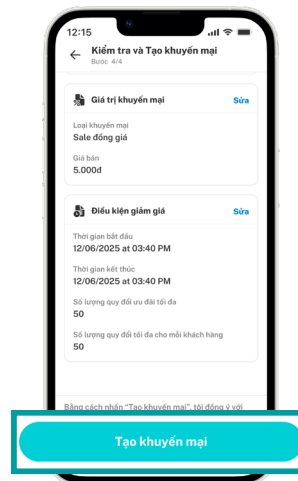 12:15
Kiểm tra và Tạo khuyến mại
Bước 4/4
Giá trị khuyến mại Sửa
Loại khuyến mại
Sale đồng giá
Giá bán
5.000đ
Điều kiện giảm giá Sửa
Thời gian bắt đầu
12/06/2025 at 03:40 PM
Thời gian kết thúc
12/06/2025 at 03:40 PM
Số lượng quy đổi ưu đãi tối đa
50
Số lượng quy đổi tối đa cho mỗi khách hàng
50
Bằng cách nhấn “Tạo khuyến mại”, tôi đồng ý với
Tạo khuyến mại